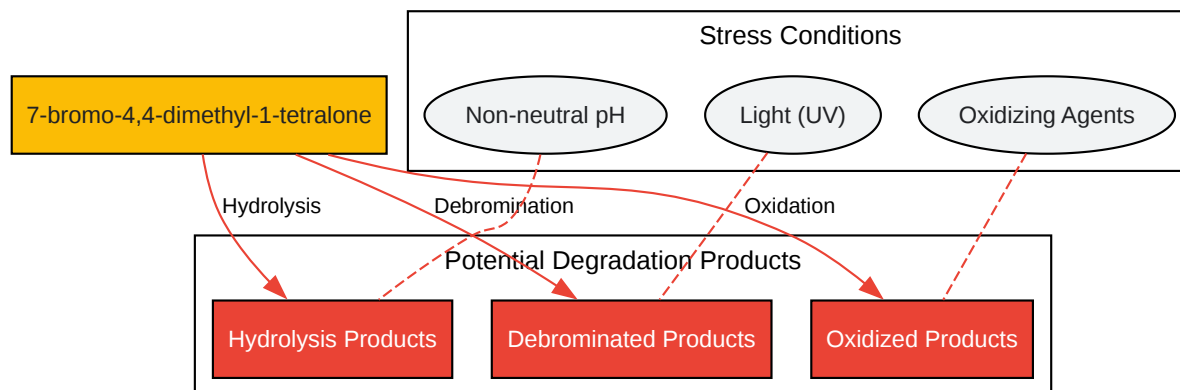 Stress Conditions
7-bromo-4,4-dimethyl-1-tetralone
Non-neutral pH
Light (UV)
Oxidizing Agents
Hydrolysis
Debromination
Oxidation
Potential Degradation Products
Hydrolysis Products
Debrominated Products
Oxidized Products